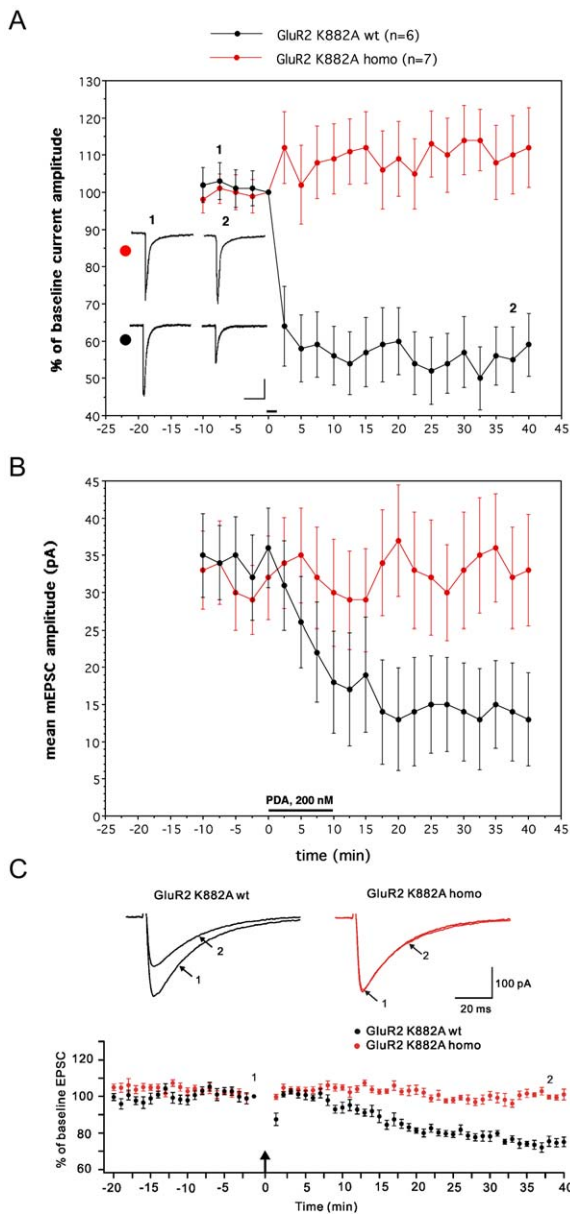 A
GluR2 K882A wt (n=6)
GluR2 K882A homo (n=7)
% of baseline current amplitude
130
120
110
100
90
80
70
60
50
40
1
1 2
2
-25 -20 -15 -10 -5 0 5 10 15 20 25 30 35 40 45
B
mean mEPSC amplitude (pA)
45
40
35
30
25
20
15
10
5
0
PDA, 200 nM
-25 -20 -15 -10 -5 0 5 10 15 20 25 30 35 40 45
time (min)
C
GluR2 K882A wt GluR2 K882A homo
2
1
2
1
100 pA
20 ms
GluR2 K882A wt
GluR2 K882A homo
% of baseline EPSC
120
100
80
60
1
2
-20 -15 -10 -5 0 5 10 15 20 25 30 35 40
Time (min)